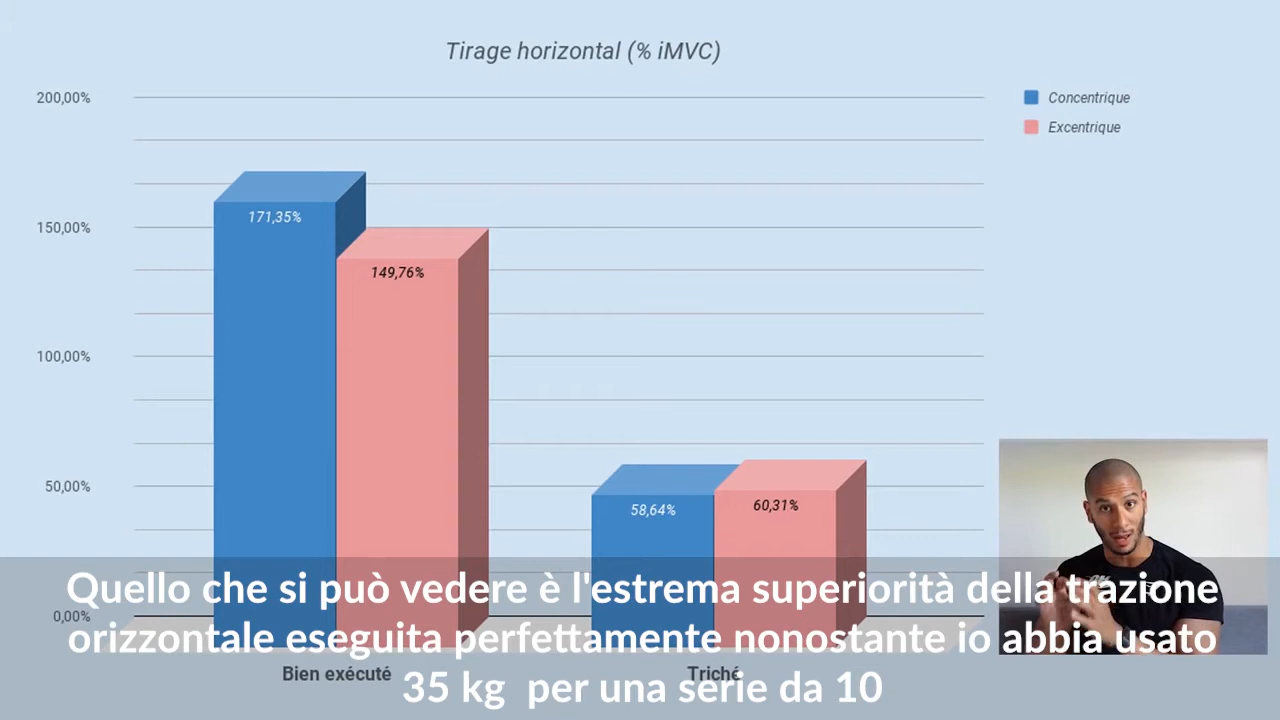 Tirage horizontal (% iMVC)
200,00%
Concentrique
Excentrique
171,35%
150,00%
149,76%
100,00%
50,00%
58,64%
60,31%
0,00%
Bien exécuté
Triché
Quello che si può vedere è l'estrema superiorità della trazione
orizzontale eseguita perfettamente nonostante io abbia usato
35 kg  per una serie da 10